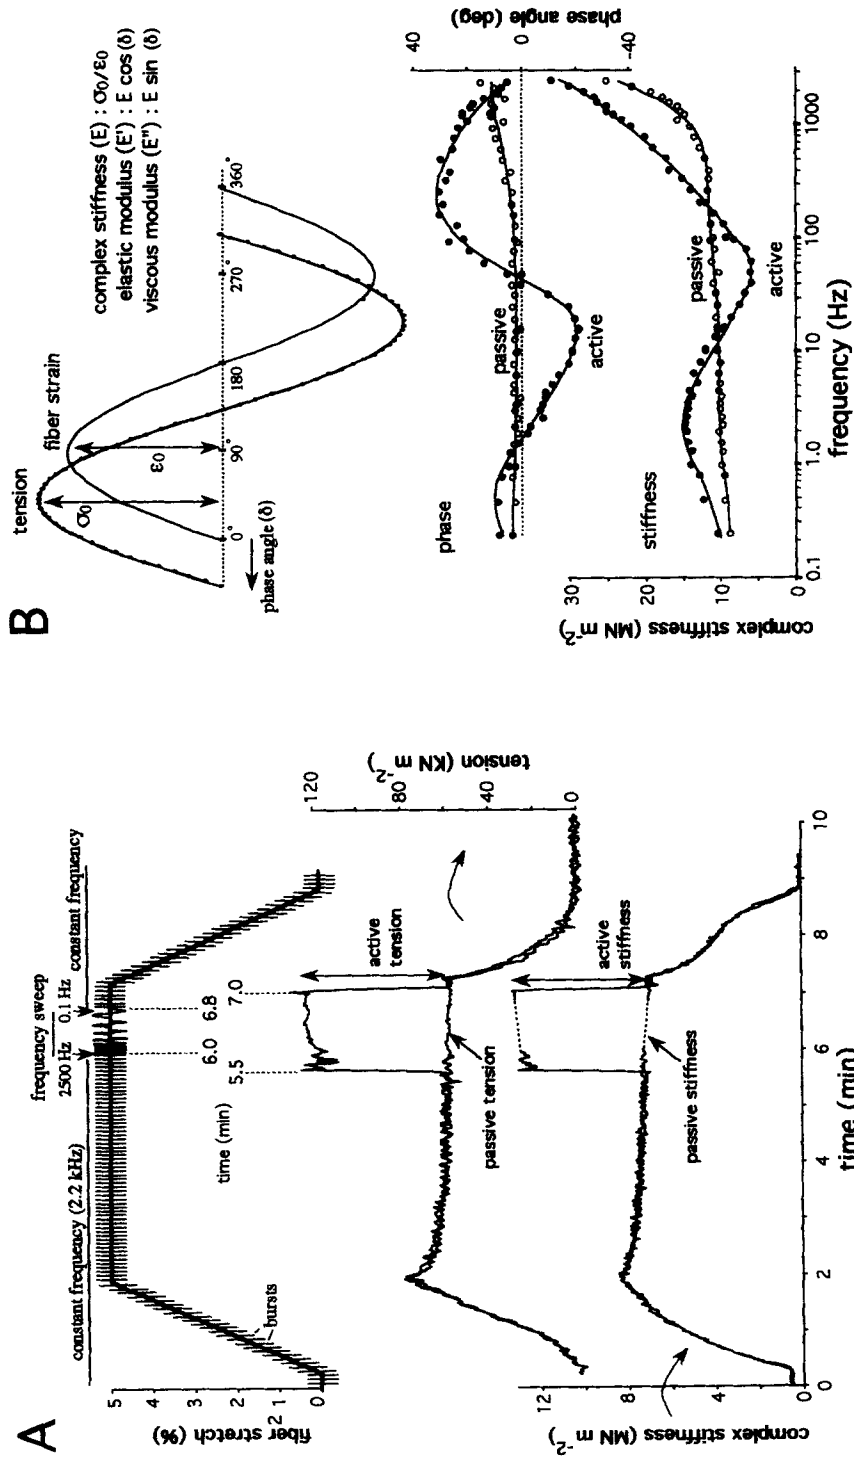 A
constant frequency (2.2 kHz)
frequency sweep
2500 Hz
0.1 Hz
constant frequency
bursts
5
4
3
2
1
0
fiber stretch (%)
time (min)
5.5
6.0
6.8
7.0
active
tension
passive tension
120
80
40
0
tension (KN m-2)
active
stiffness
passive stiffness
12
8
4
0
complex stiffness (MN m-2)
0
2
4
6
8
10
time (min)
B
tension
fiber strain
complex stiffness (E) : σ0/ε0
elastic modulus (E') : E cos (δ)
viscous modulus (E") : E sin (δ)
σ0
ε0
0°
90°
180
270°
360°
phase angle (δ)
phase
passive
active
40
0
-40
phase angle (deg)
stiffness
passive
active
30
20
10
0
complex stiffness (MN m-2)
0.1
1.0
10
100
1000
frequency (Hz)